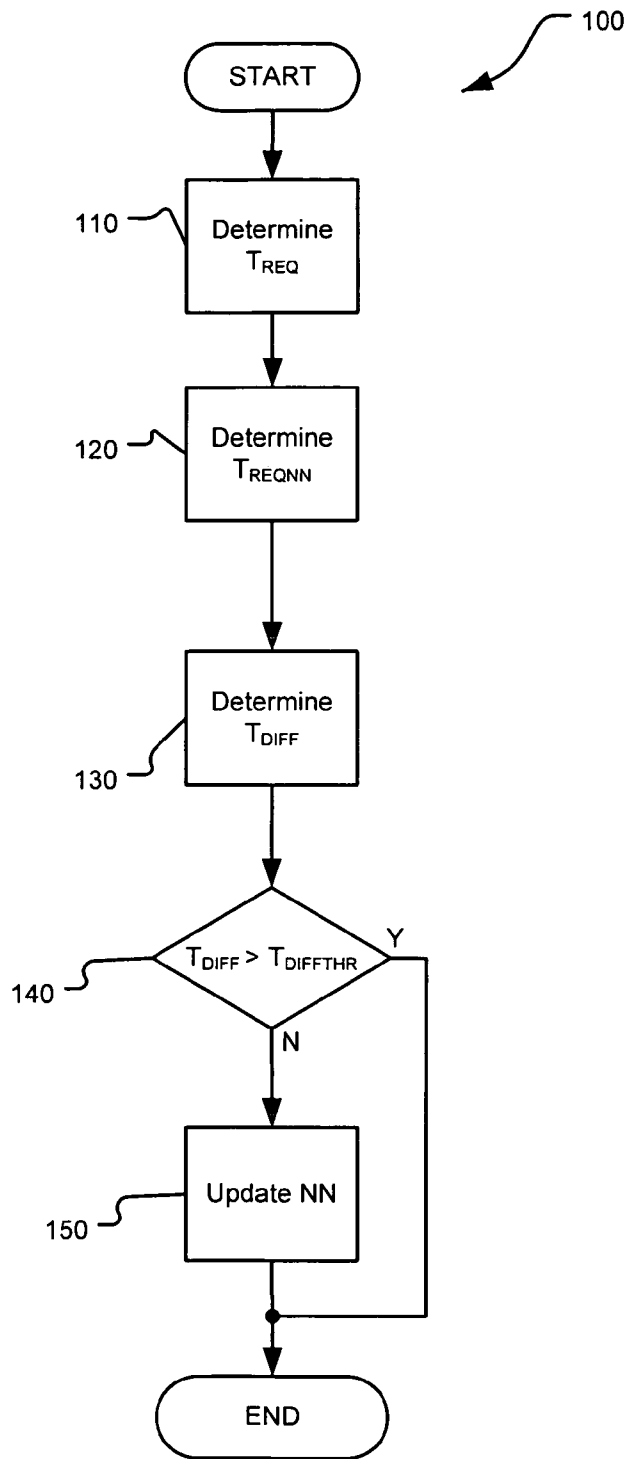 100
START
110
Determine
T_REQ
120
Determine
T_REQNN
Determine
T_DIFF
130
T_DIFF > T_DIFFTHR
Y
140
N
Update NN
150
END